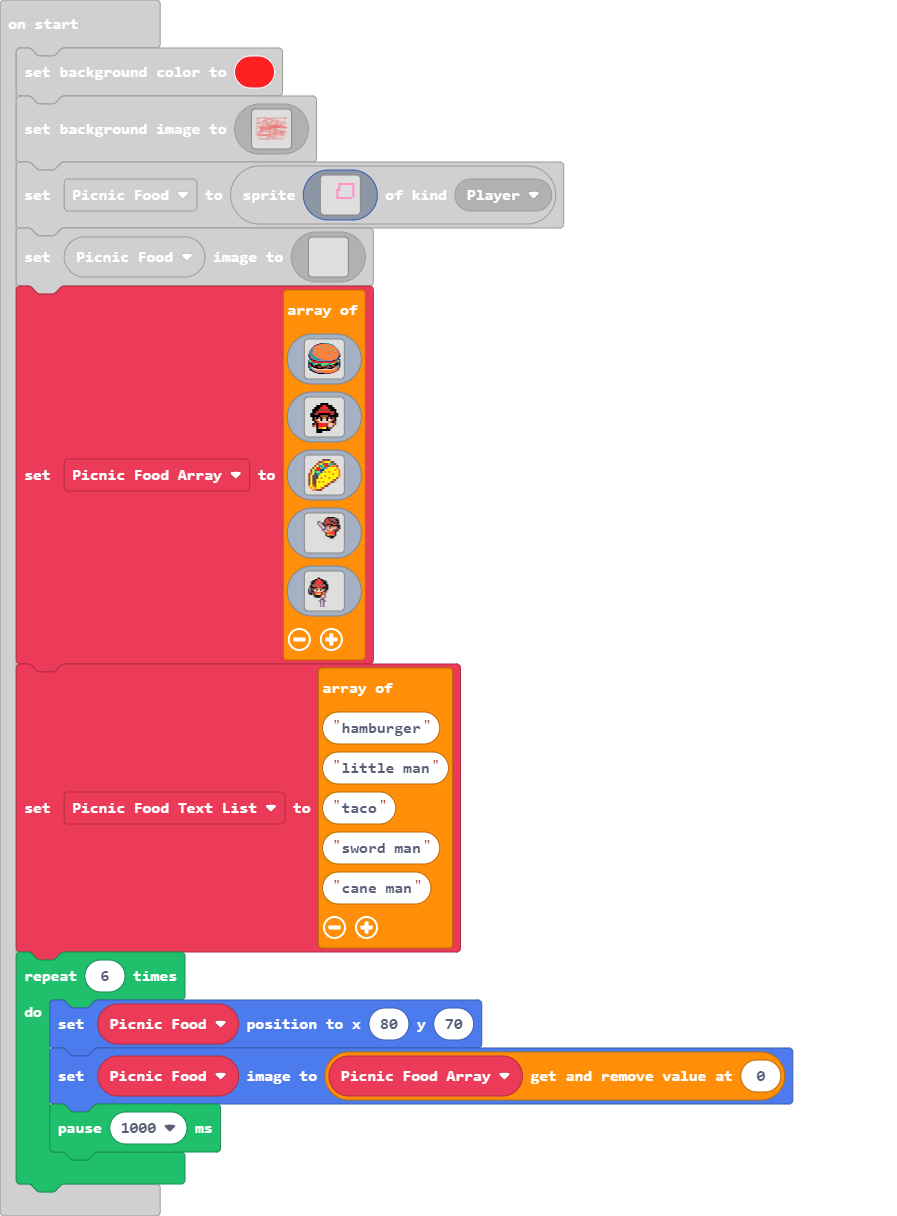 on start
set background color to
set background image to
set Picnic Food to sprite of kind Player
set Picnic Food image to
array of
set Picnic Food Array to
array of
"hamburger"
"little man"
"taco"
set Picnic Food Text List to
"sword man"
"cane man"
repeat 6 times
do
set Picnic Food position to x 80 y 70
set Picnic Food image to Picnic Food Array get and remove value at 0
pause 1000 ms